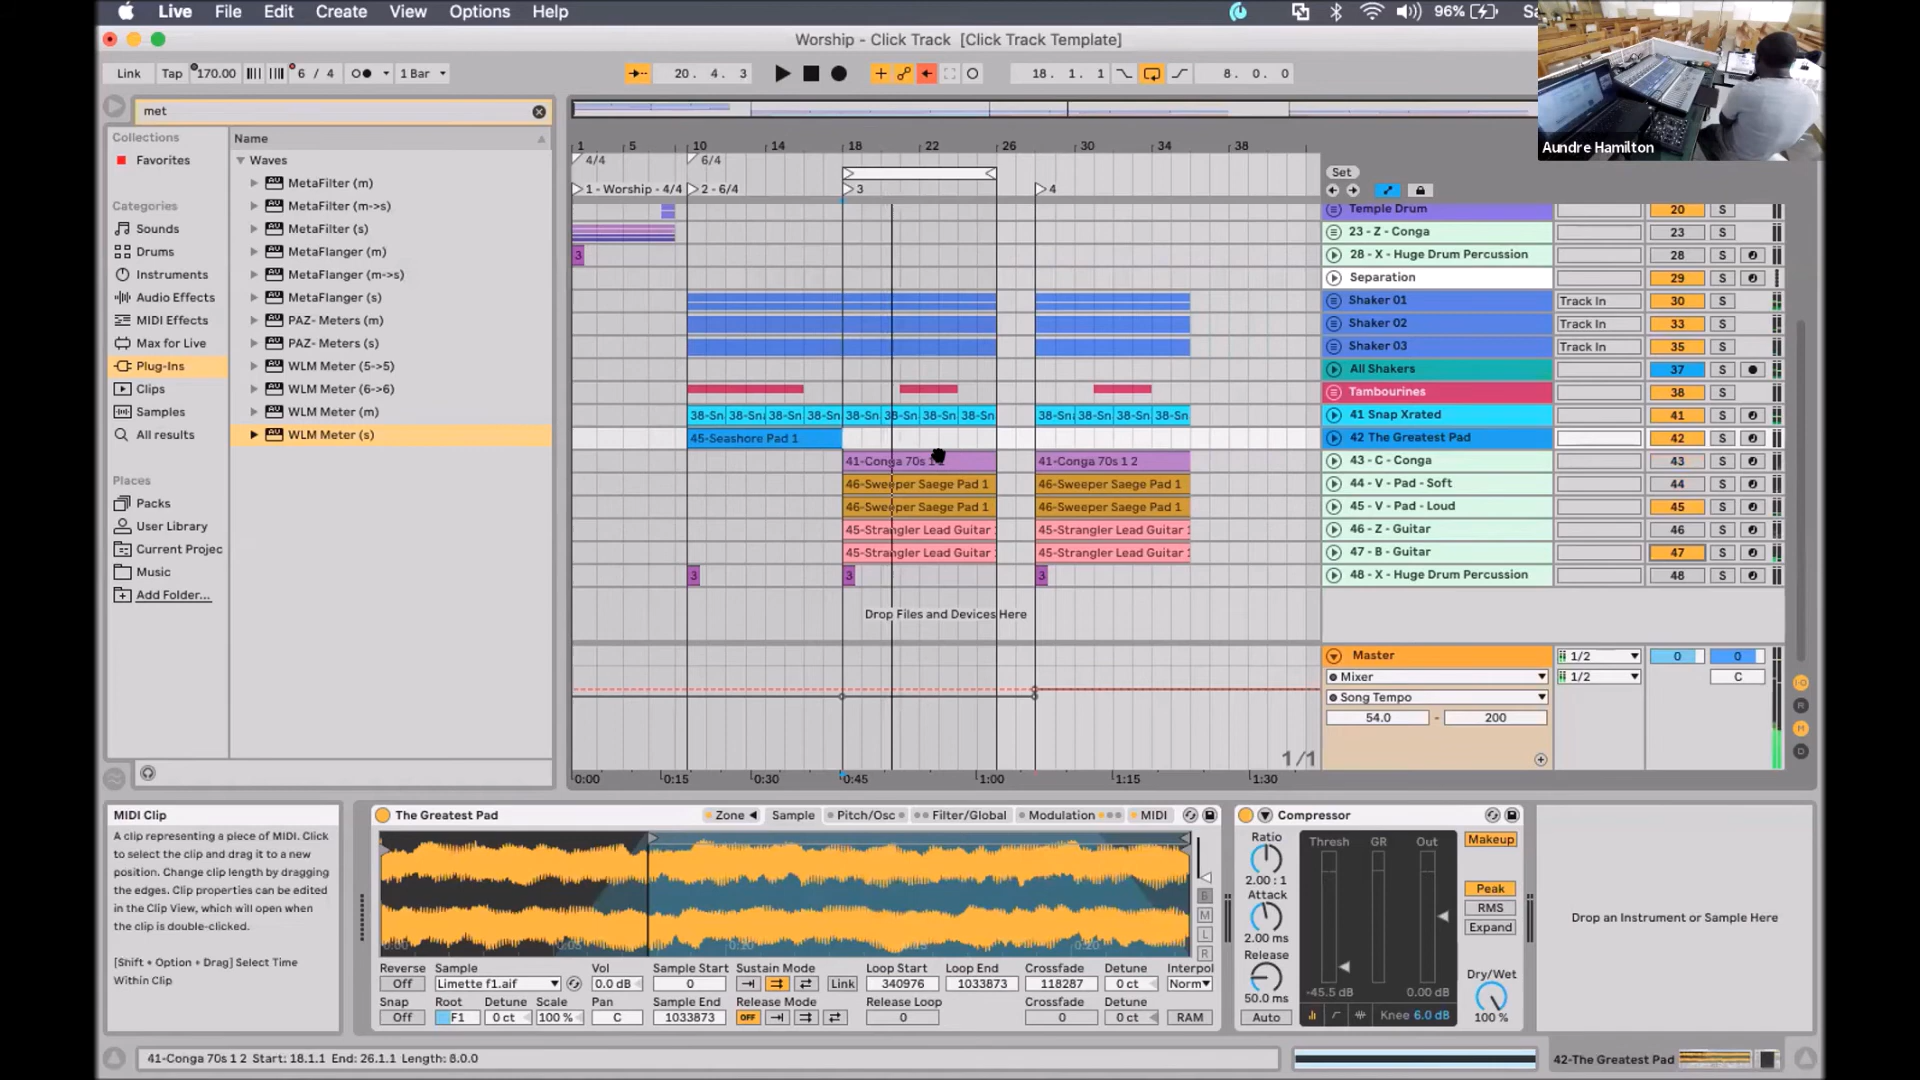 Live File Edit Create View Options Help
96% Sa
Worship - Click Track [Click Track Template]
Link Tap 170.00 6 / 4 1 Bar 20. 4. 3 18. 1. 1 8. 0. 0
Aundre Hamilton
met
Collections
Favorites
Categories
Sounds
Drums
Instruments
Audio Effects
MIDI Effects
Max for Live
Plug-Ins
Clips
Samples
All results
Places
Packs
User Library
Current Projec
Music
Add Folder...
Name
Waves
MetaFilter (m)
MetaFilter (m->s)
MetaFilter (s)
MetaFlanger (m)
MetaFlanger (m->s)
MetaFlanger (s)
PAZ- Meters (m)
PAZ- Meters (s)
WLM Meter (5->5)
WLM Meter (6->6)
WLM Meter (m)
WLM Meter (s)
1 5 10 14 18 22 26 30 34 38
4/4 6/4
1 - Worship - 4/4 2 - 6/4 3 4
Set
Temple Drum 20 S
23 - Z - Conga 23 S
3 28 - X - Huge Drum Percussion 28 S
Separation 29 S
Shaker 01 Track In 30 S
Shaker 02 Track In 33 S
Shaker 03 Track In 35 S
All Shakers 37 S
Tambourines 38 S
38-Sn 38-Sn 38-Sn 38-Sn 38-Sn 38-Sn 38-Sn 38-Sn 38-Sn 38-Sn 38-Sn 38-Sn 41 Snap Xrated 41 S
45-Seashore Pad 1 42 The Greatest Pad 42 S
41-Conga 70s 1 2 41-Conga 70s 1 2 43 - C - Conga 43 S
46-Sweeper Saege Pad 1 46-Sweeper Saege Pad 1 44 - V - Pad - Soft 44 S
46-Sweeper Saege Pad 1 46-Sweeper Saege Pad 1 45 - V - Pad - Loud 45 S
45-Strangler Lead Guitar 45-Strangler Lead Guitar 46 - Z - Guitar 46 S
45-Strangler Lead Guitar 45-Strangler Lead Guitar 47 - B - Guitar 47 S
3 3 3 48 - X - Huge Drum Percussion 48 S
Drop Files and Devices Here
Master 1/2 0 0
Mixer 1/2 C
Song Tempo
54.0 - 200
1/1
0:00 0:15 0:30 0:45 1:00 1:15 1:30
MIDI Clip
A clip representing a piece of MIDI. Click
to select the clip and drag it to a new
position. Change clip length by dragging
the edges. Clip properties can be edited
in the Clip View, which will open when
the clip is double-clicked.
[Shift + Option + Drag] Select Time
Within Clip
The Greatest Pad Zone Sample Pitch/Osc Filter/Global Modulation MIDI
B
M
L
R
Reverse Sample Vol Sample Start Sustain Mode Loop Start Loop End Crossfade Detune Interpol
Off Limette f1.aif 0.0 dB 0 Link 340976 1033873 118287 0 ct Norm
Snap Root Detune Scale Pan Sample End Release Mode Release Loop Crossfade Detune
Off F1 0 ct 100 % C 1033873 OFF 0 0 0 ct RAM
Compressor
Ratio
2.00 : 1
Attack
2.00 ms
Release
50.0 ms
Auto
Thresh GR Out
-45.5 dB 0.00 dB
Knee 6.0 dB
Makeup
Peak
RMS
Expand
Dry/Wet
100 %
Drop an Instrument or Sample Here
41-Conga 70s 1 2 Start: 18.1.1 End: 26.1.1 Length: 8.0.0
42-The Greatest Pad